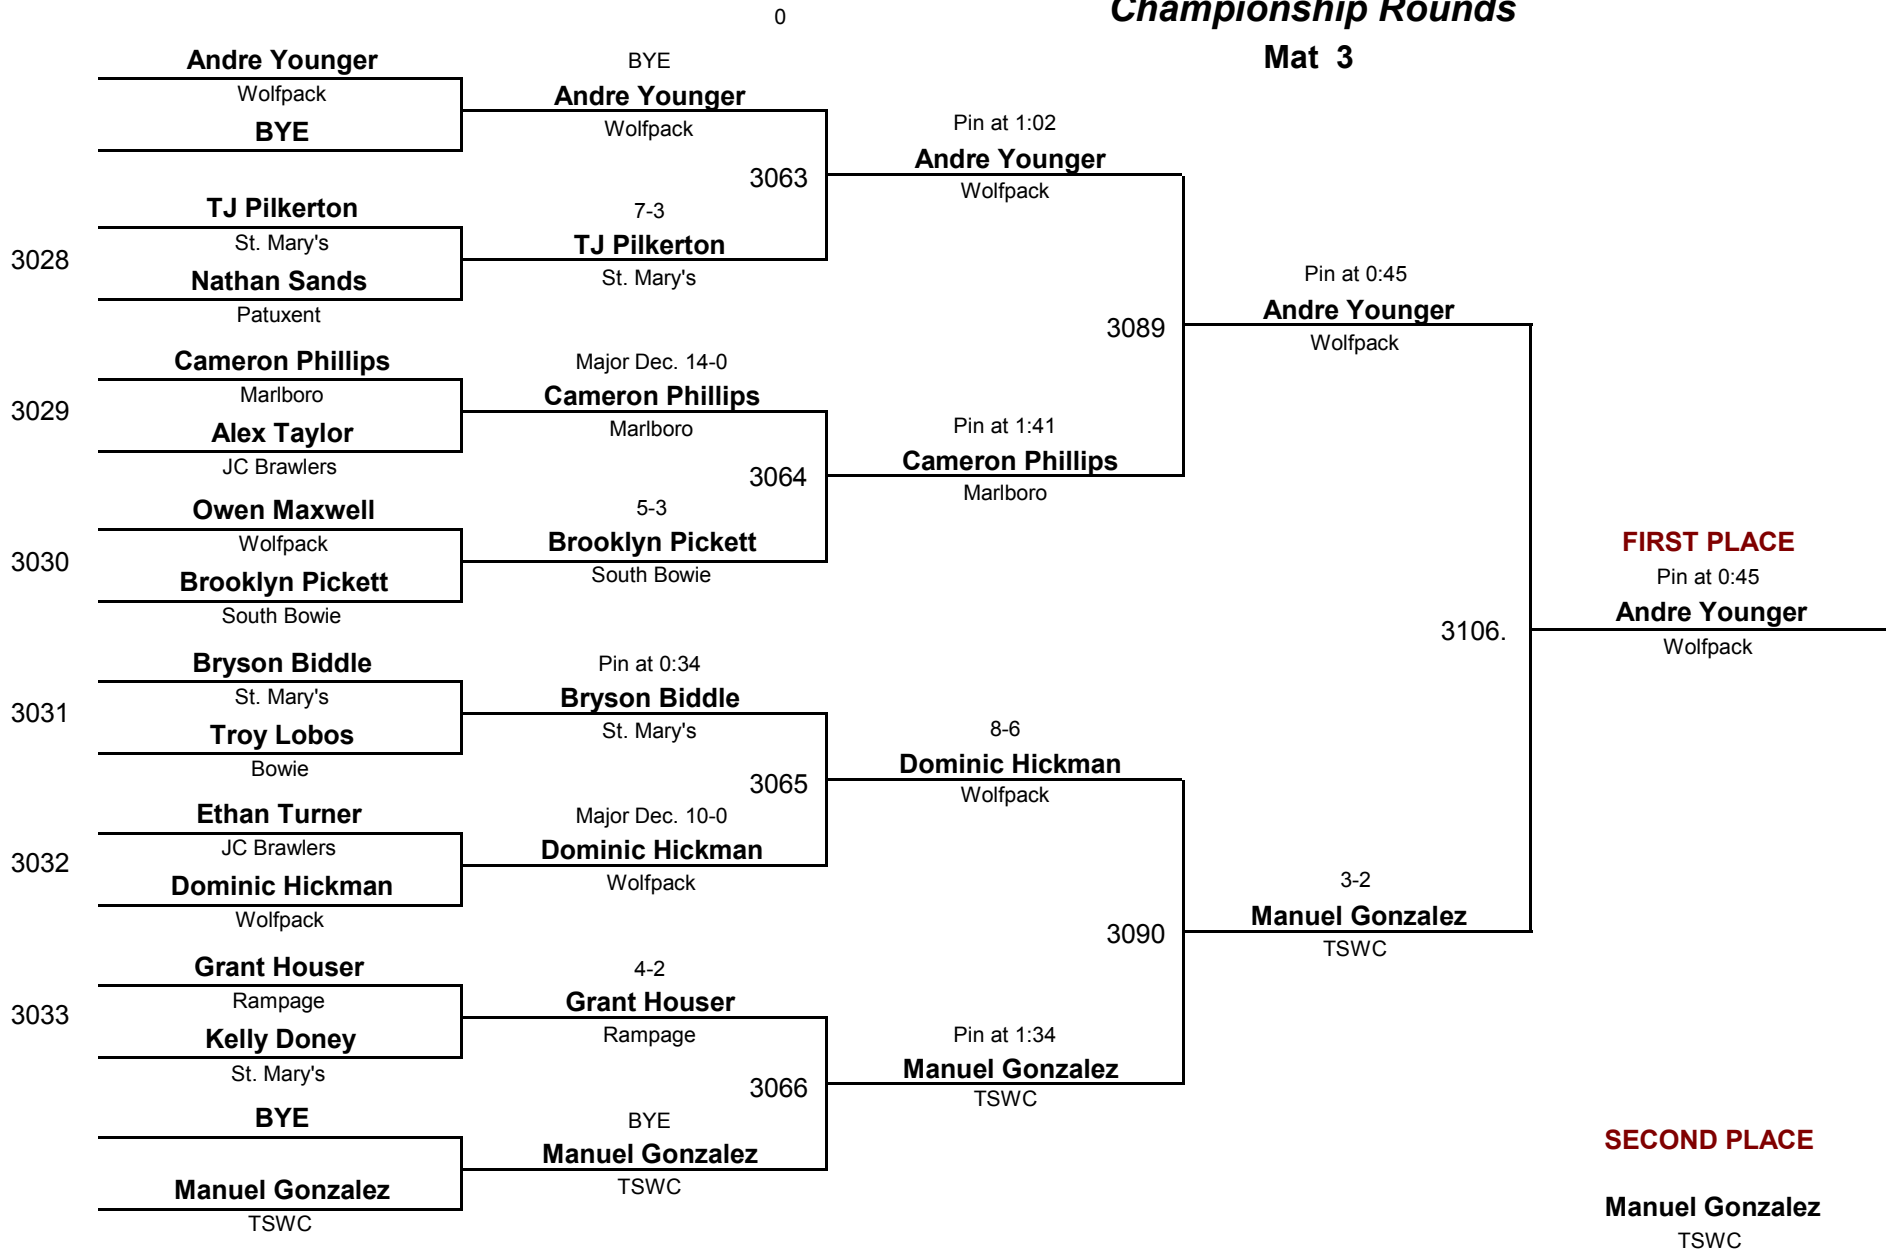 Championship Rounds
Mat 3
0
Andre Younger
Wolfpack
BYE
3028
TJ Pilkerton
St. Mary's
Nathan Sands
Patuxent
3029
Cameron Phillips
Marlboro
Alex Taylor
JC Brawlers
3030
Owen Maxwell
Wolfpack
Brooklyn Pickett
South Bowie
3031
Bryson Biddle
St. Mary's
Troy Lobos
Bowie
3032
Ethan Turner
JC Brawlers
Dominic Hickman
Wolfpack
3033
Grant Houser
Rampage
Kelly Doney
St. Mary's
BYE
Manuel Gonzalez
TSWC
BYE
Andre Younger
Wolfpack
3063
7-3
TJ Pilkerton
St. Mary's
Major Dec. 14-0
Cameron Phillips
Marlboro
3064
5-3
Brooklyn Pickett
South Bowie
Pin at 0:34
Bryson Biddle
St. Mary's
3065
Major Dec. 10-0
Dominic Hickman
Wolfpack
4-2
Grant Houser
Rampage
3066
BYE
Manuel Gonzalez
TSWC
Pin at 1:02
Andre Younger
Wolfpack
3089
Pin at 1:41
Cameron Phillips
Marlboro
8-6
Dominic Hickman
Wolfpack
3090
Pin at 1:34
Manuel Gonzalez
TSWC
Pin at 0:45
Andre Younger
Wolfpack
3106.
3-2
Manuel Gonzalez
TSWC
FIRST PLACE
Pin at 0:45
Andre Younger
Wolfpack
SECOND PLACE
Manuel Gonzalez
TSWC